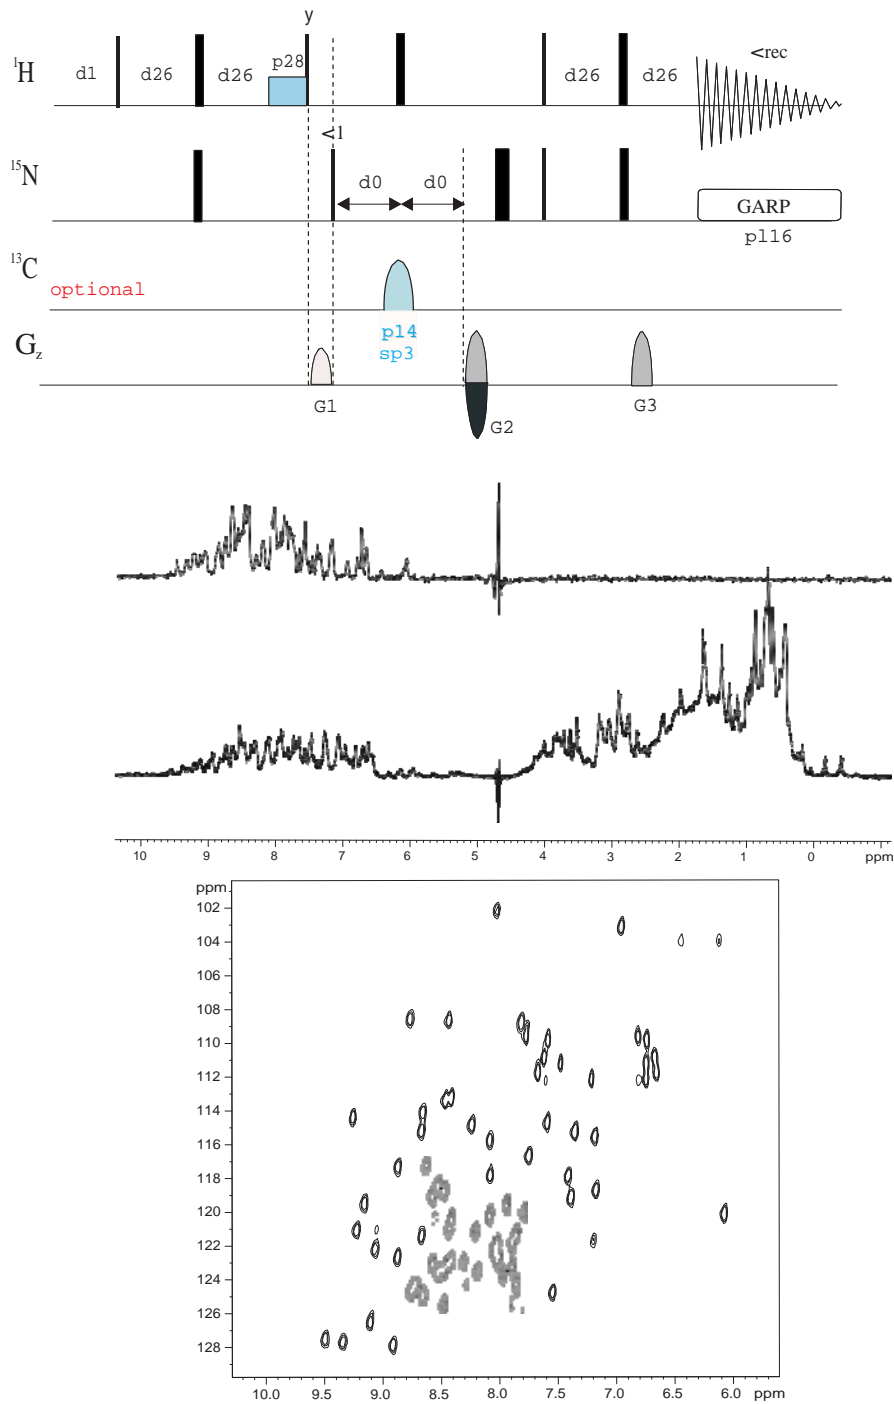 y
¹H
d1
d26
d26
p28
d26
d26
<rec
<1
¹⁵N
d0
d0
GARP
pl16
¹³C
optional
p14
sp3
Gz
G1
G2
G3
10 9 8 7 6 5 4 3 2 1 0 ppm
ppm
102
104
106
108
110
112
114
116
118
120
122
124
126
128
10.0 9.5 9.0 8.5 8.0 7.5 7.0 6.5 6.0 ppm